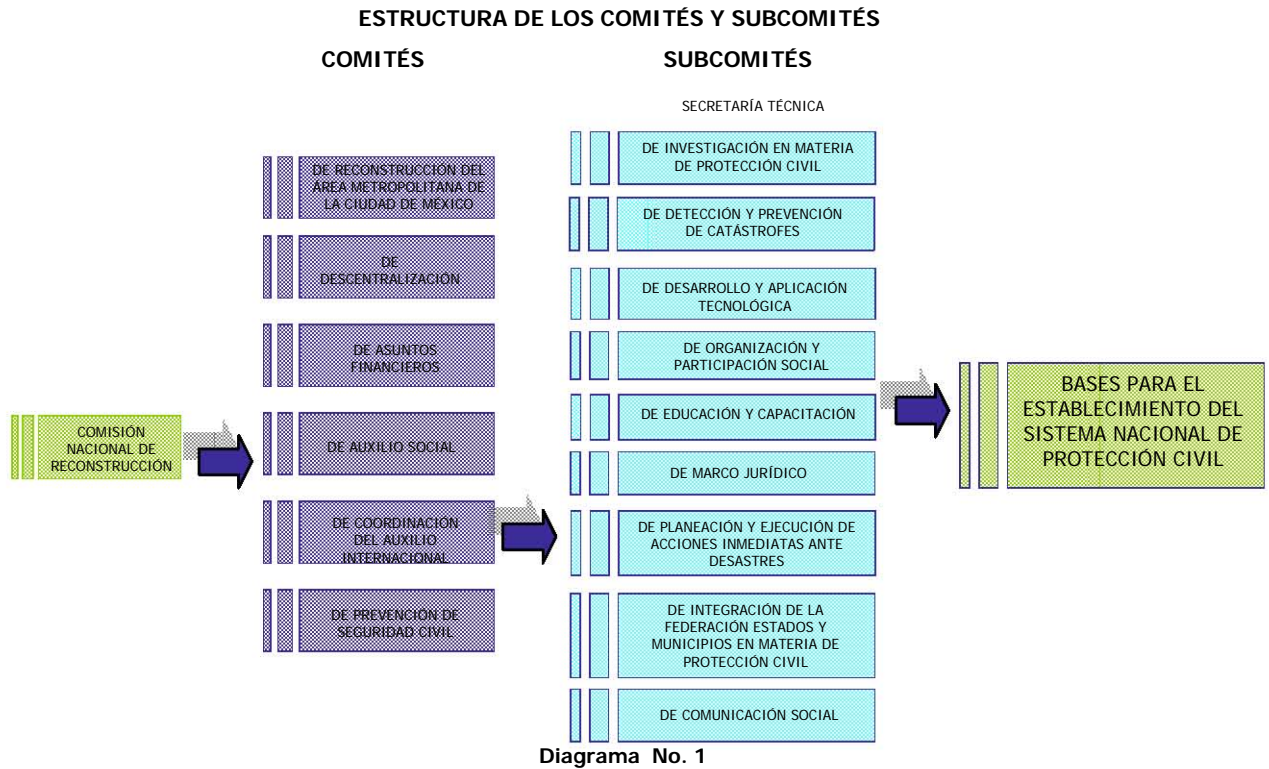 ESTRUCTURA DE LOS COMITÉS Y SUBCOMITÉS
COMITÉS
SUBCOMITÉS
COMISIÓN
NACIONAL DE
RECONSTRUCCIÓN
DE RECONSTRUCCIÓN DEL
ÁREA METROPOLITANA DE
LA CIUDAD DE MÉXICO
DE
DESCENTRALIZACIÓN
DE ASUNTOS
FINANCIEROS
DE AUXILIO SOCIAL
DE COORDINACIÓN
DEL AUXILIO
INTERNACIONAL
DE PREVENCIÓN DE
SEGURIDAD CIVIL
SECRETARÍA TÉCNICA
DE INVESTIGACIÓN EN MATERIA
DE PROTECCIÓN CIVIL
DE DETECCIÓN Y PREVENCIÓN
DE CATÁSTROFES
DE DESARROLLO Y APLICACIÓN
TECNOLÓGICA
DE ORGANIZACIÓN Y
PARTICIPACIÓN SOCIAL
DE EDUCACIÓN Y CAPACITACIÓN
DE MARCO JURÍDICO
DE PLANEACIÓN Y EJECUCIÓN DE
ACCIONES INMEDIATAS ANTE
DESASTRES
DE INTEGRACIÓN DE LA
FEDERACIÓN ESTADOS Y
MUNICIPIOS EN MATERIA DE
PROTECCIÓN CIVIL
DE COMUNICACIÓN SOCIAL
BASES PARA EL
ESTABLECIMIENTO DEL
SISTEMA NACIONAL DE
PROTECCIÓN CIVIL
Diagrama No. 1